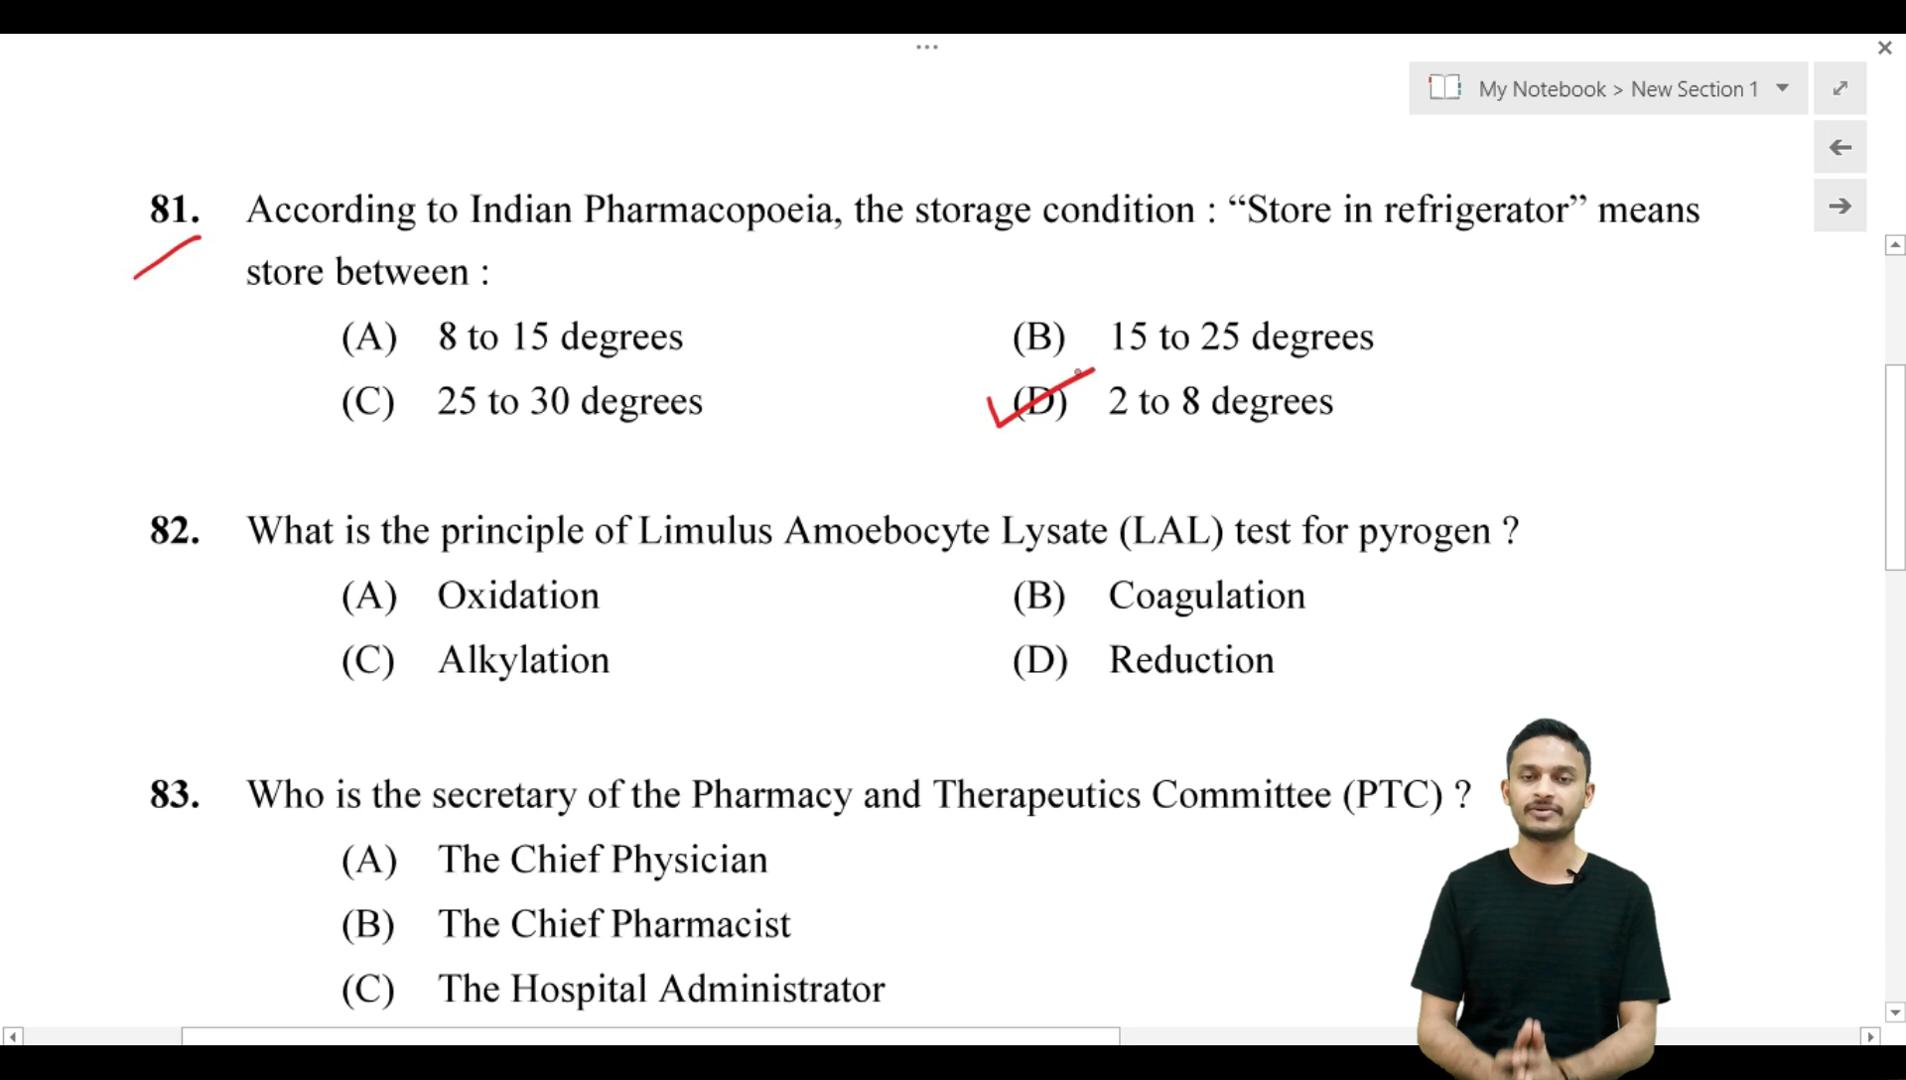 My Notebook > New Section 1
81. According to Indian Pharmacopoeia, the storage condition : “Store in refrigerator” means
store between :
(A) 8 to 15 degrees (B) 15 to 25 degrees
(C) 25 to 30 degrees (D) 2 to 8 degrees
82. What is the principle of Limulus Amoebocyte Lysate (LAL) test for pyrogen ?
(A) Oxidation (B) Coagulation
(C) Alkylation (D) Reduction
83. Who is the secretary of the Pharmacy and Therapeutics Committee (PTC) ?
(A) The Chief Physician
(B) The Chief Pharmacist
(C) The Hospital Administrator